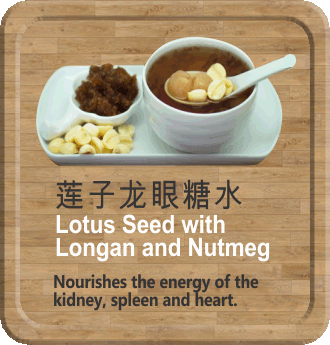 莲子龙眼糖水
Lotus Seed with
Longan and Nutmeg
Nourishes the energy of the
kidney, spleen and heart.